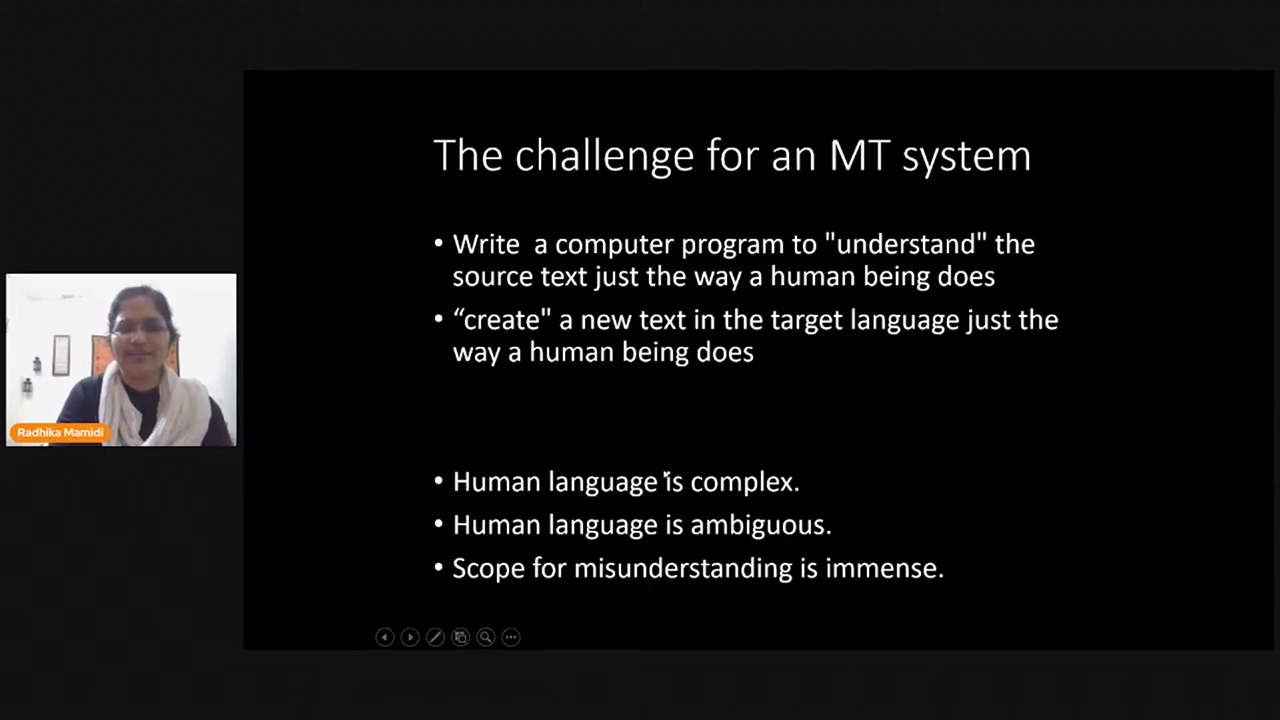 The challenge for an MT system
• Write  a computer program to "understand" the
source text just the way a human being does
• “create" a new text in the target language just the
way a human being does
Radhika Mamidi
• Human language is complex.
• Human language is ambiguous.
• Scope for misunderstanding is immense.